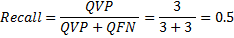 Recall = QVP / (QVP + QFN) = 3 / (3 + 3) = 0.5